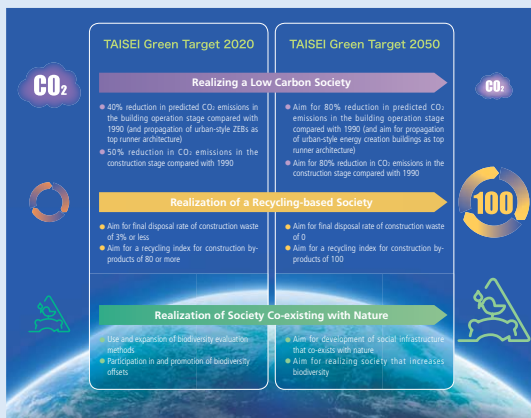 TAISEI Green Target 2020
TAISEI Green Target 2050
CO₂
Realizing a Low Carbon Society
CO₂
● 40% reduction in predicted CO₂ emissions in
the building operation stage compared with
1990 (and propagation of urban-style ZEBs as
top runner architecture)
● 50% reduction in CO₂ emissions in the
construction stage compared with 1990
● Aim for 80% reduction in predicted CO₂
emissions in the building operation stage
compared with 1990 (and aim for propagation
of urban-style energy creation buildings as top
runner architecture)
● Aim for 80% reduction in CO₂ emissions in the
construction stage compared with 1990
Realization of a Recycling-based Society
100
● Aim for final disposal rate of construction waste
of 3% or less
● Aim for a recycling index for construction by-
products of 80 or more
● Aim for final disposal rate of construction waste
of 0
● Aim for a recycling index for construction by-
products of 100
Realization of Society Co-existing with Nature
● Use and expansion of biodiversity evaluation
methods
● Participation in and promotion of biodiversity
offsets
● Aim for development of social infrastructure
that co-exists with nature
● Aim for realizing society that increases
biodiversity